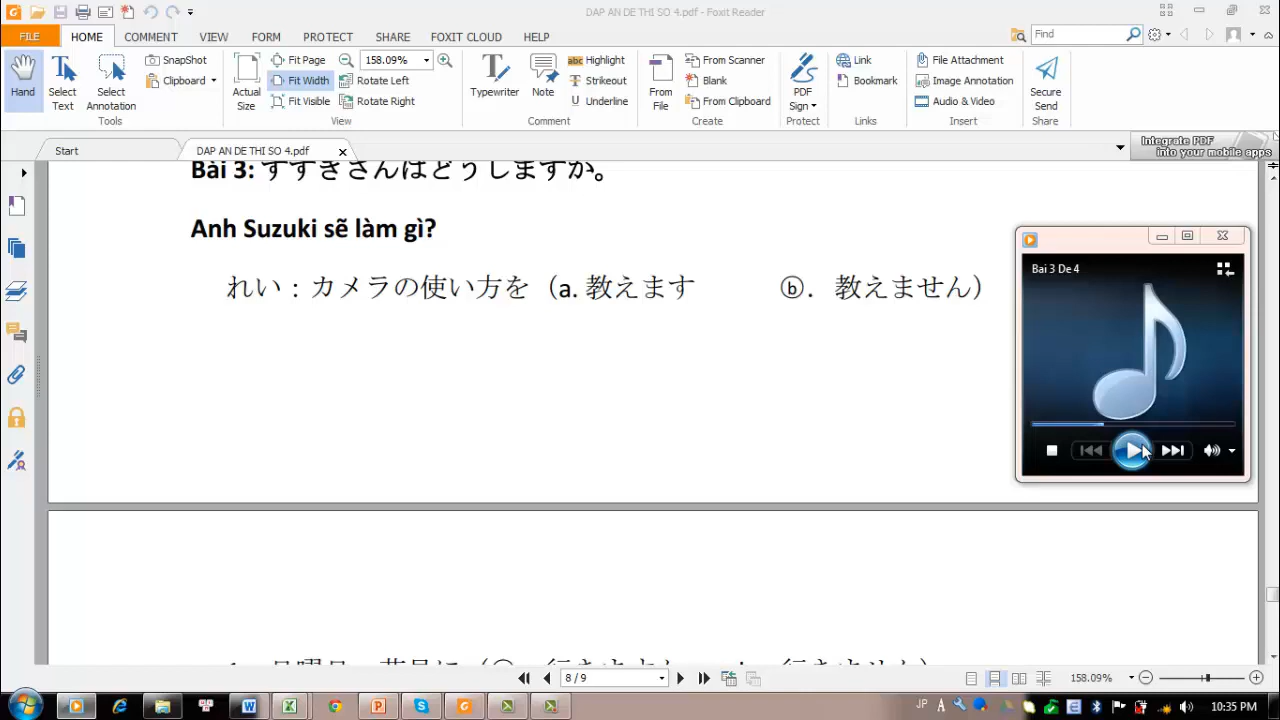 DAP AN DE THI SO 4.pdf - Foxit Reader
FILE HOME COMMENT VIEW FORM PROTECT SHARE FOXIT CLOUD HELP
Find
Hand
Select Text
Select Annotation
SnapShot
Clipboard
Tools
Actual Size
Fit Page
Fit Width
Fit Visible
158.09%
Rotate Left
Rotate Right
View
Typewriter
Note
Highlight
Strikeout
Underline
Comment
From File
From Scanner
Blank
From Clipboard
Create
PDF Sign
Protect
Link
Bookmark
Links
File Attachment
Image Annotation
Audio & Video
Insert
Secure Send
Share
Start
DAP AN DE THI SO 4.pdf
Integrate PDF
into your mobile apps
Bài 3: すずきさんはどうしますか。
Anh Suzuki sẽ làm gì?
れい：カメラの使い方を（a. 教えます ⓑ． 教えません）
Bai 3 De 4
8 / 9
158.09%
JP
10:35 PM